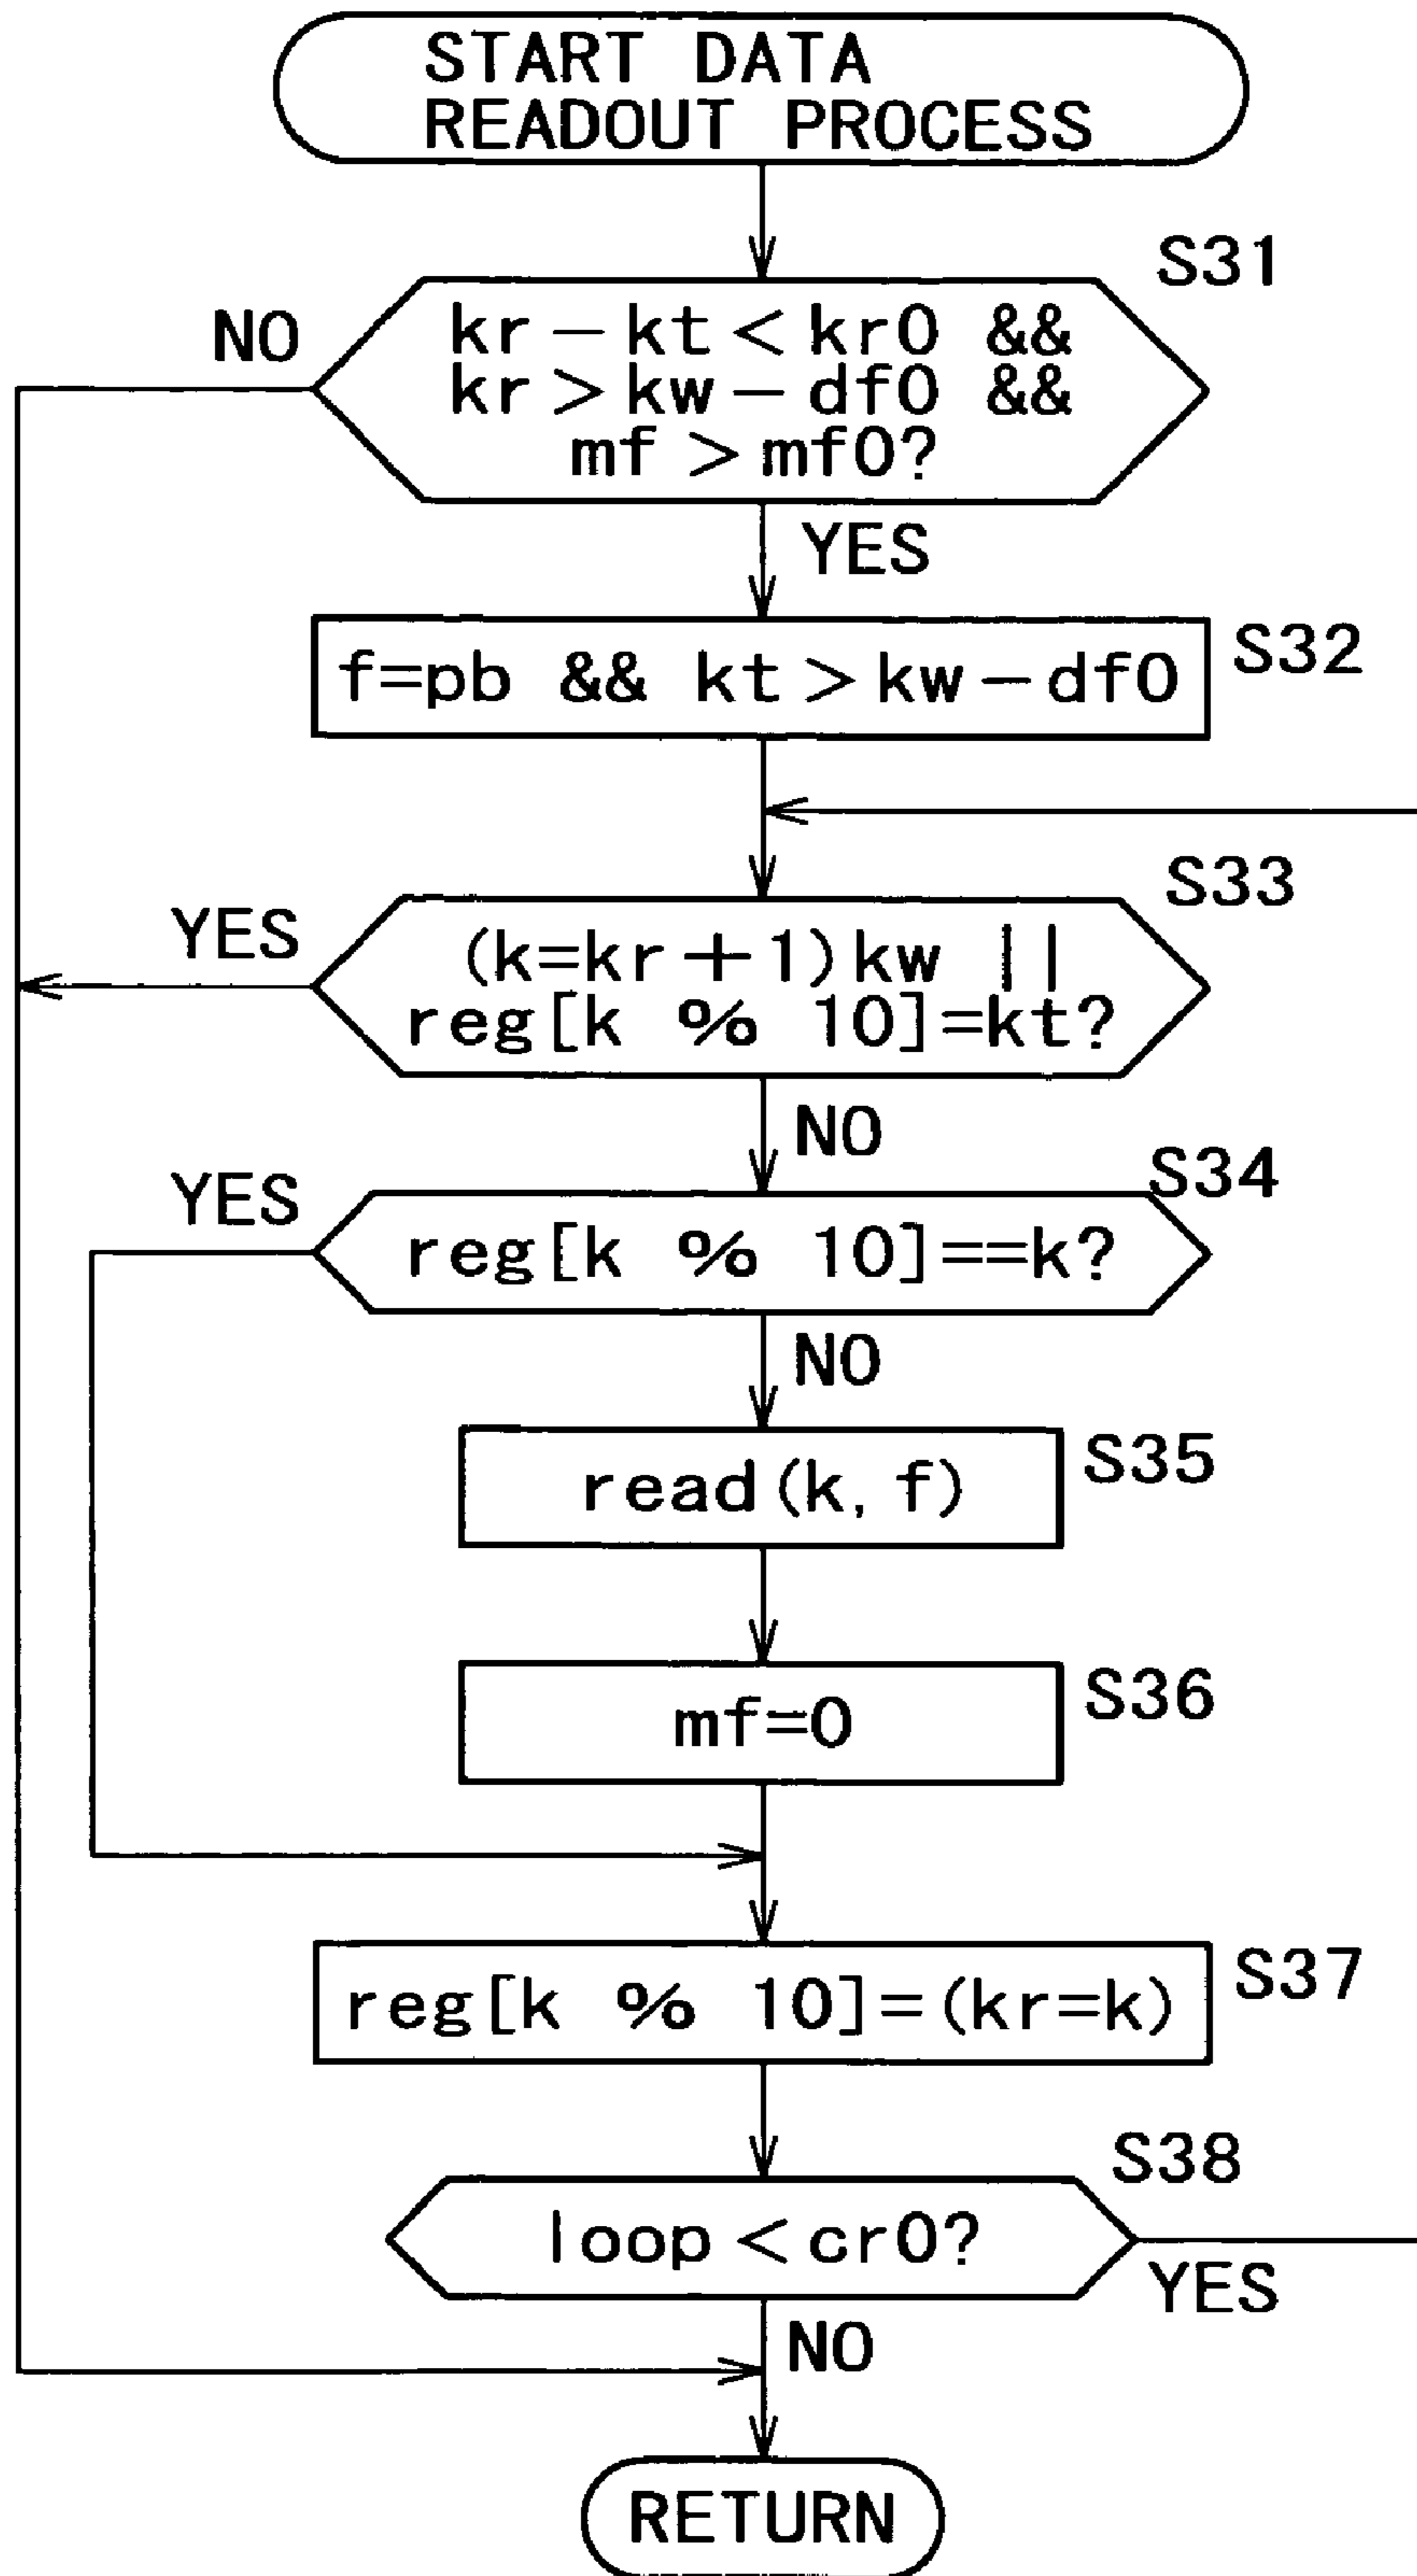 START DATA
READOUT PROCESS
S31
NO
kr-kt<kr0 &&
kr>kw-df0 &&
mf>mf0?
YES
S32
f=pb && kt>kw-df0
S33
YES
(k=kr+1)kw ||
reg[k % 10]=kt?
NO
S34
YES
reg[k % 10]==k?
NO
S35
read(k,f)
S36
mf=0
S37
reg[k % 10]=(kr=k)
S38
loop<cr0?
YES
NO
RETURN